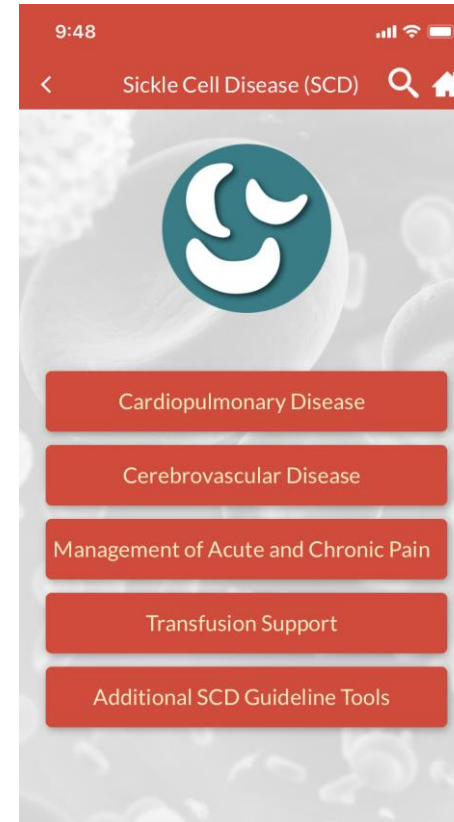 9:48
Sickle Cell Disease (SCD)
Cardiopulmonary Disease
Cerebrovascular Disease
Management of Acute and Chronic Pain
Transfusion Support
Additional SCD Guideline Tools